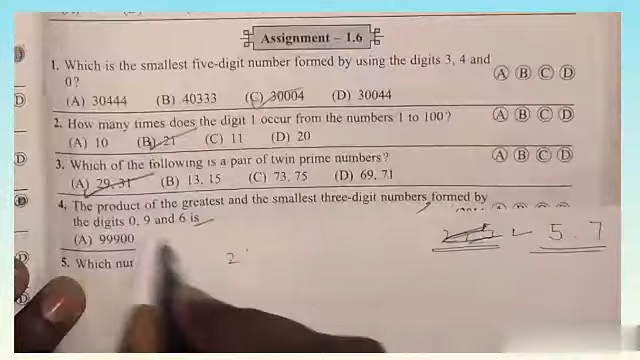 Assignment – 1.6
1. Which is the smallest five-digit number formed by using the digits 3, 4 and
0?
(A) 30444 (B) 40333 (C) 30004 (D) 30044
A B C D
2. How many times does the digit 1 occur from the numbers 1 to 100?
(A) 10 (B) 21 (C) 11 (D) 20
A B C D
3. Which of the following is a pair of twin prime numbers?
(A) 29, 31 (B) 13, 15 (C) 73, 75 (D) 69, 71
A B C D
4. The product of the greatest and the smallest three-digit numbers formed by
the digits 0, 9 and 6 is
(A) 99900
5. Which
2
5.7